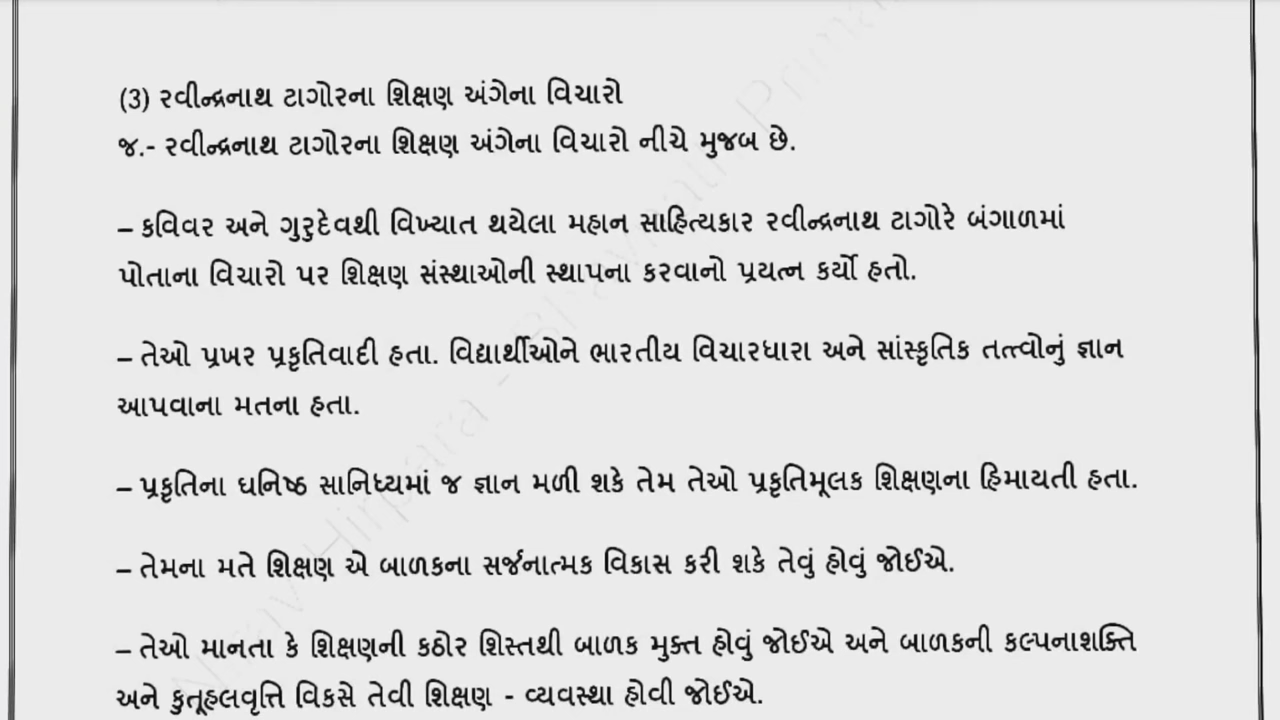 (3) રવીન્દ્રનાથ ટાગોરના શિક્ષણ અંગેના વિચારો
જ.- રવીન્દ્રનાથ ટાગોરના શિક્ષણ અંગેના વિચારો નીચે મુજબ છે.
– કવિવર અને ગુરુદેવથી વિખ્યાત થયેલા મહાન સાહિત્યકાર રવીન્દ્રનાથ ટાગોરે બંગાળમાં
પોતાના વિચારો પર શિક્ષણ સંસ્થાઓની સ્થાપના કરવાનો પ્રયત્ન કર્યો હતો.
– તેઓ પ્રખર પ્રકૃતિવાદી હતા. વિદ્યાર્થીઓને ભારતીય વિચારધારા અને સાંસ્કૃતિક તત્ત્વોનું જ્ઞાન
આપવાના મતના હતા.
– પ્રકૃતિના ઘનિષ્ઠ સાનિધ્યમાં જ જ્ઞાન મળી શકે તેમ તેઓ પ્રકૃતિમૂલક શિક્ષણના હિમાયતી હતા.
– તેમના મતે શિક્ષણ એ બાળકના સર્જનાત્મક વિકાસ કરી શકે તેવું હોવું જોઈએ.
– તેઓ માનતા કે શિક્ષણની કઠોર શિસ્તથી બાળક મુક્ત હોવું જોઈએ અને બાળકની કલ્પનાશક્તિ
અને કુતૂહલવૃત્તિ વિકસે તેવી શિક્ષણ - વ્યવસ્થા હોવી જોઈએ.